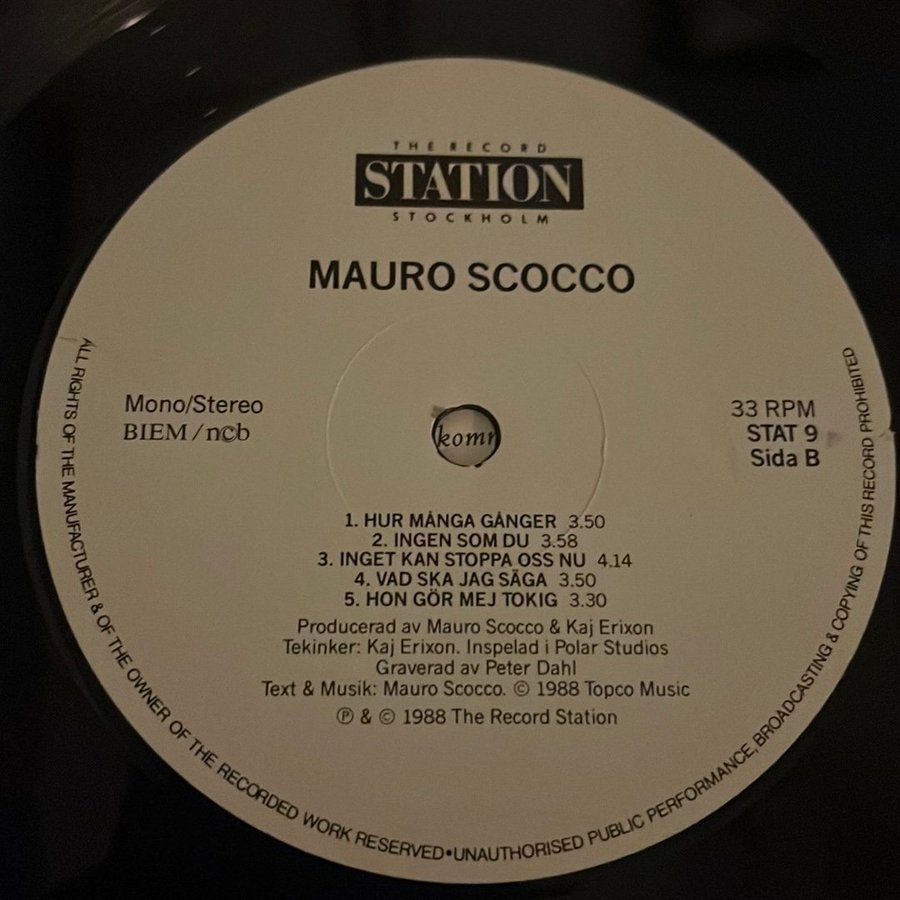 THE RECORD
STATION
STOCKHOLM
MAURO SCOCCO
Mono/Stereo
BIEM/ncb
33 RPM
STAT 9
Sida B
komr
1. HUR MÅNGA GÅNGER 3.50
2. INGEN SOM DU 3.58
3. INGET KAN STOPPA OSS NU 4.14
4. VAD SKA JAG SÄGA 3.50
5. HON GÖR MEJ TOKIG 3.30
Producerad av Mauro Scocco & Kaj Erixon
Tekinker: Kaj Erixon. Inspelad i Polar Studios
Graverad av Peter Dahl
Text & Musik: Mauro Scocco. © 1988 Topco Music
℗ & © 1988 The Record Station
ALL RIGHTS OF THE MANUFACTURER & OF THE OWNER OF THE RECORDED WORK RESERVED•UNAUTHORISED PUBLIC PERFORMANCE, BROADCASTING & COPYING OF THIS RECORD PROHIBITED